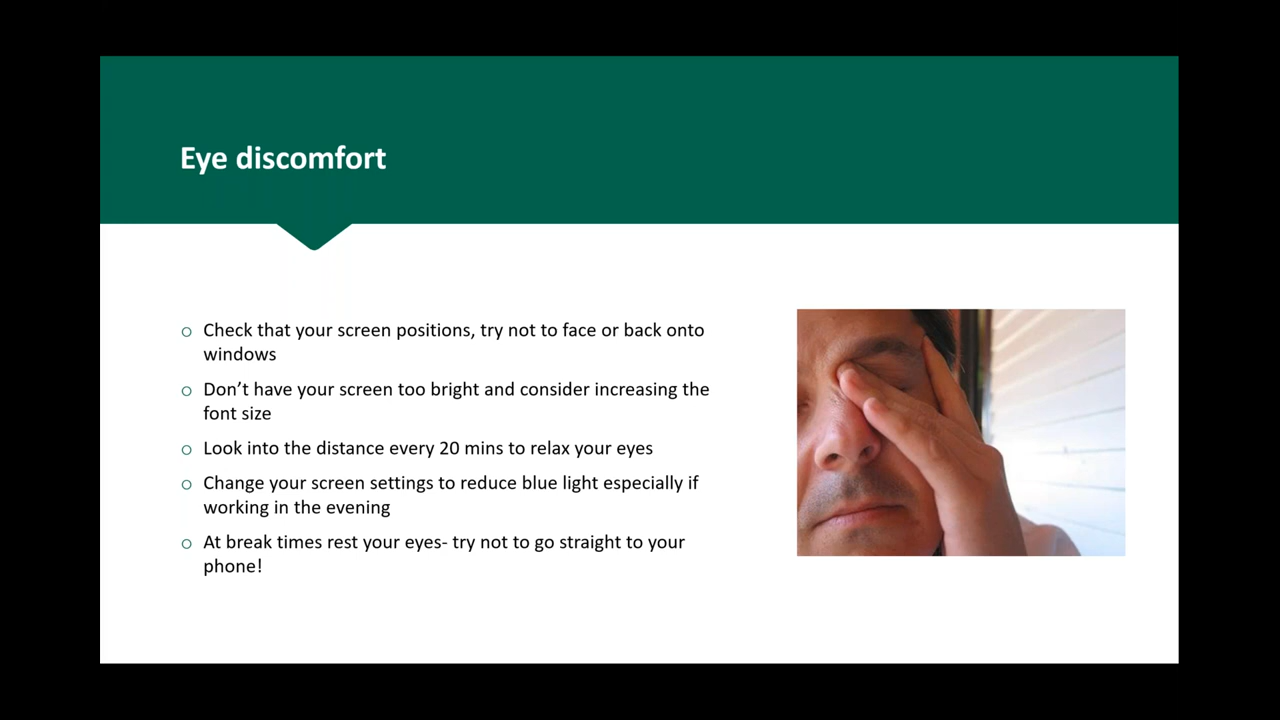 Eye discomfort
○ Check that your screen positions, try not to face or back onto
windows
○ Don’t have your screen too bright and consider increasing the
font size
○ Look into the distance every 20 mins to relax your eyes
○ Change your screen settings to reduce blue light especially if
working in the evening
○ At break times rest your eyes- try not to go straight to your
phone!